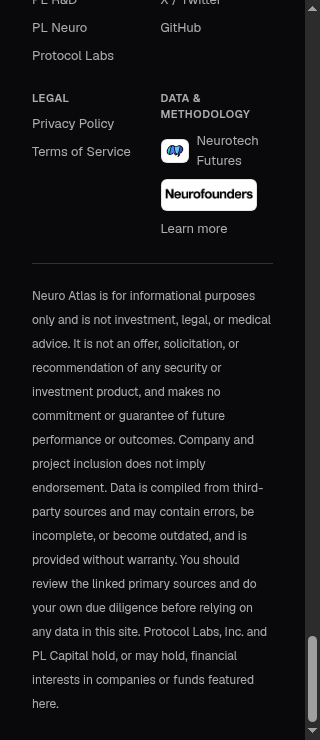 PL R&D
X / Twitter
PL Neuro
GitHub
Protocol Labs
LEGAL
Privacy Policy
Terms of Service
DATA &
METHODOLOGY
Neurotech
Futures
Neurofounders
Learn more
Neuro Atlas is for informational purposes
only and is not investment, legal, or medical
advice. It is not an offer, solicitation, or
recommendation of any security or
investment product, and makes no
commitment or guarantee of future
performance or outcomes. Company and
project inclusion does not imply
endorsement. Data is compiled from third-
party sources and may contain errors, be
incomplete, or become outdated, and is
provided without warranty. You should
review the linked primary sources and do
your own due diligence before relying on
any data in this site. Protocol Labs, Inc. and
PL Capital hold, or may hold, financial
interests in companies or funds featured
here.